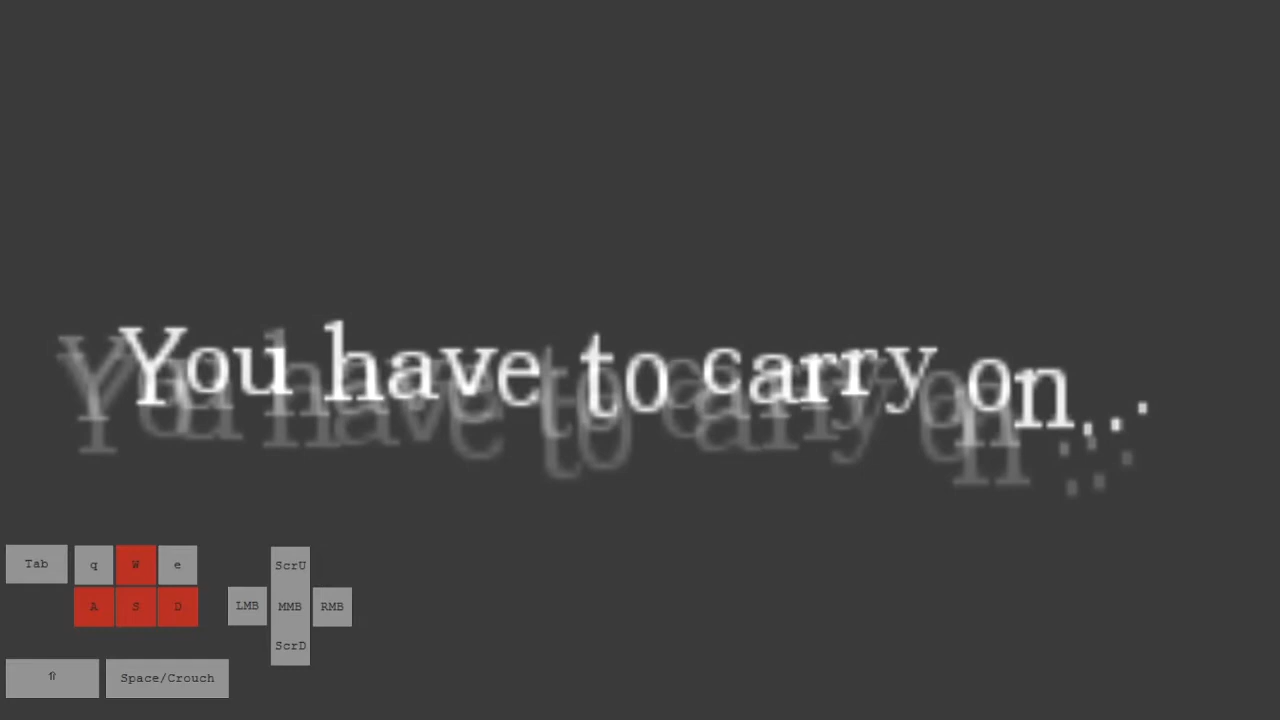 You have to carry on...
Tab q W e
A S D
ScrU
LMB MMB RMB
ScrD
⇑ Space/Crouch